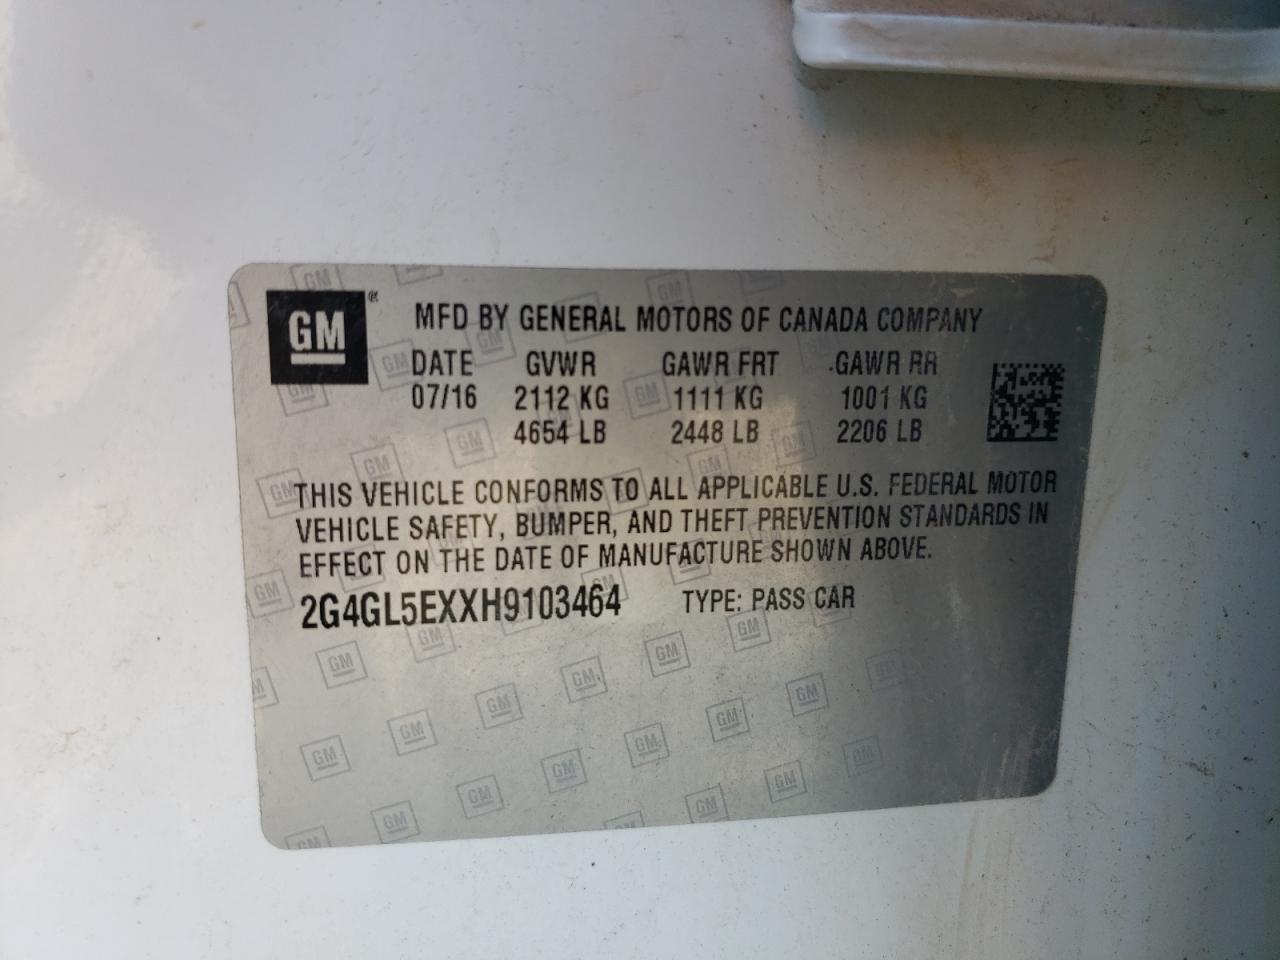 GM ®
MFD BY GENERAL MOTORS OF CANADA COMPANY
DATE GVWR GAWR FRT GAWR RR
07/16 2112 KG 1111 KG 1001 KG
4654 LB 2448 LB 2206 LB
THIS VEHICLE CONFORMS TO ALL APPLICABLE U.S. FEDERAL MOTOR
VEHICLE SAFETY, BUMPER, AND THEFT PREVENTION STANDARDS IN
EFFECT ON THE DATE OF MANUFACTURE SHOWN ABOVE.
2G4GL5EXXH9103464 TYPE: PASS CAR